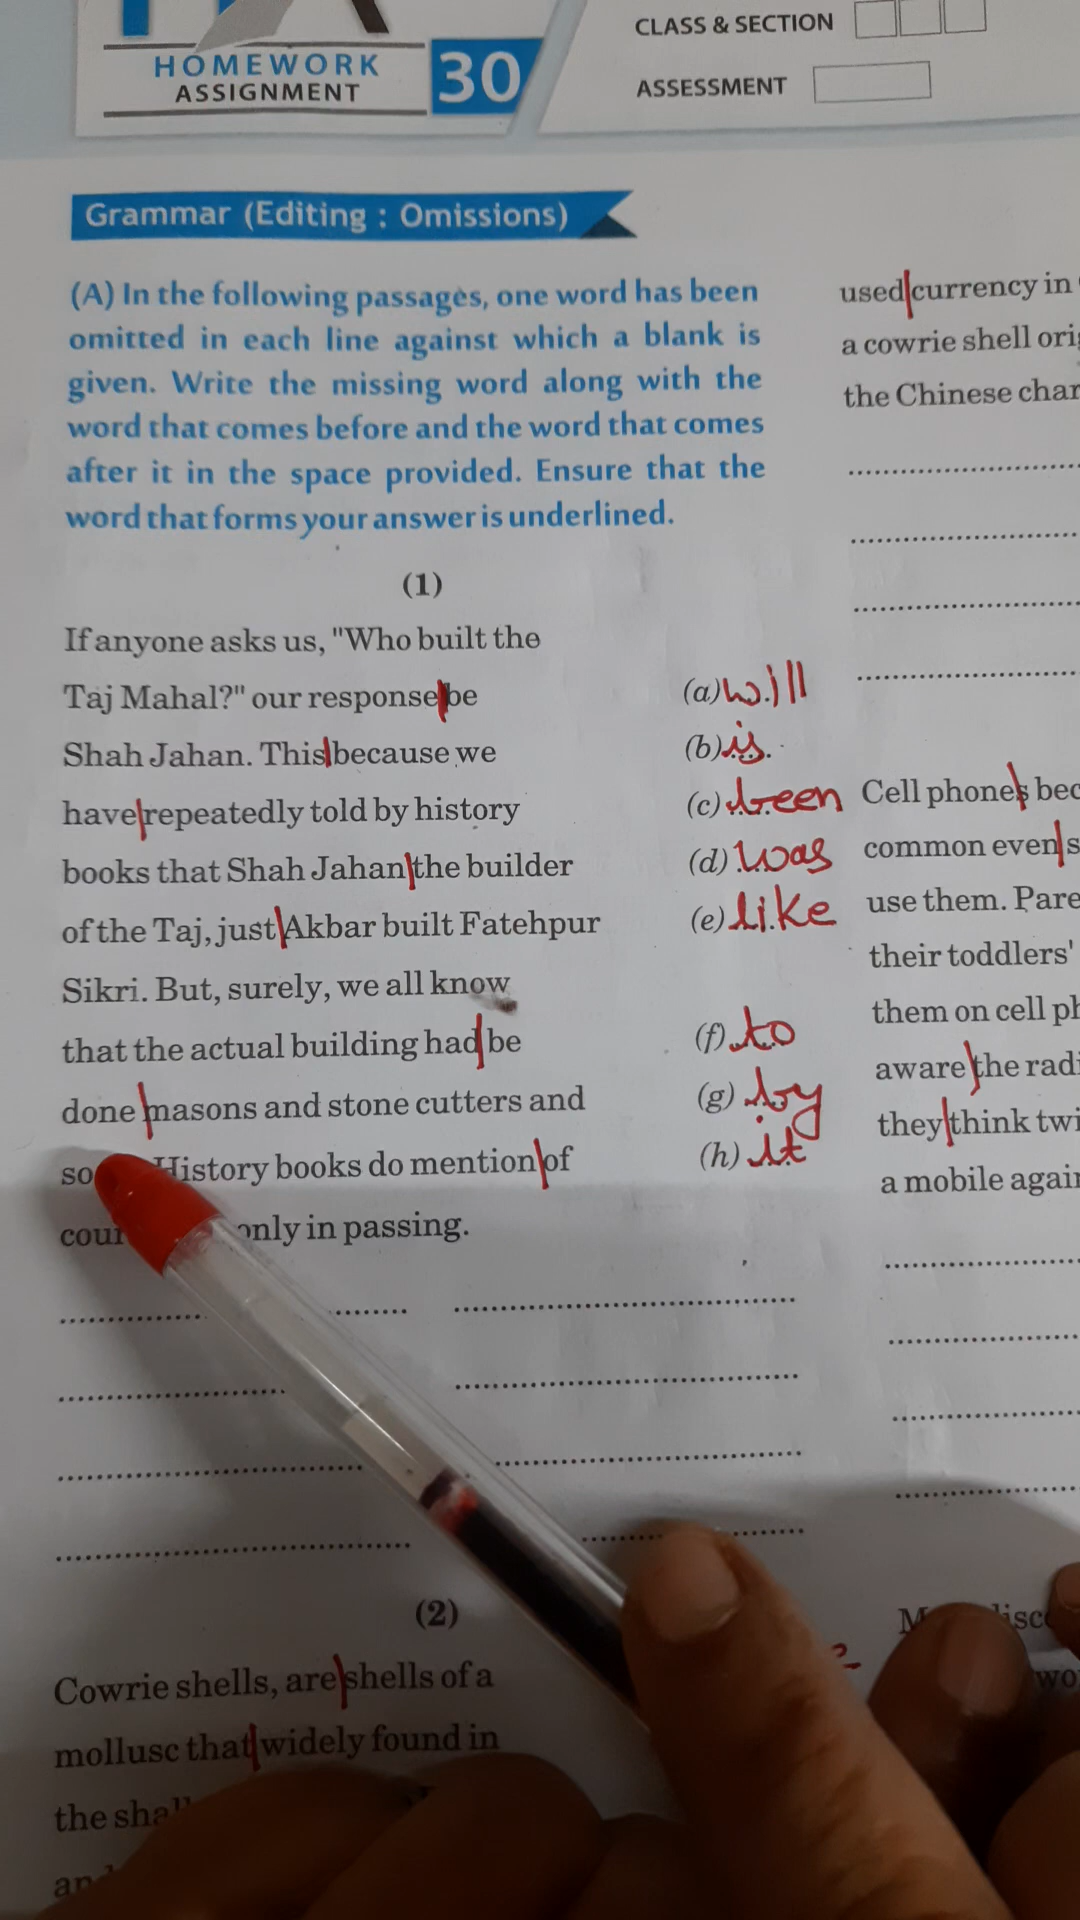 HOMEWORK
ASSIGNMENT
30
CLASS & SECTION
ASSESSMENT
Grammar (Editing : Omissions)
(A) In the following passages, one word has been
omitted in each line against which a blank is
given. Write the missing word along with the
word that comes before and the word that comes
after it in the space provided. Ensure that the
word that forms your answer is underlined.
(1)
If anyone asks us, "Who built the
Taj Mahal?" our response be (a) will
Shah Jahan. This because we (b) is
have repeatedly told by history (c) been
books that Shah Jahan the builder (d) was
of the Taj, just Akbar built Fatehpur (e) like
Sikri. But, surely, we all know
that the actual building had be (f) to
done masons and stone cutters and (g) by
so History books do mention of (h) it
only in passing.
(2)
Cowrie shells, are shells of a
mollusc that widely found in
the
used currency in
a cowrie shell
the Chinese
Cell phones
common even
use them.
their toddlers'
them on cell
aware the
they think
a mobile